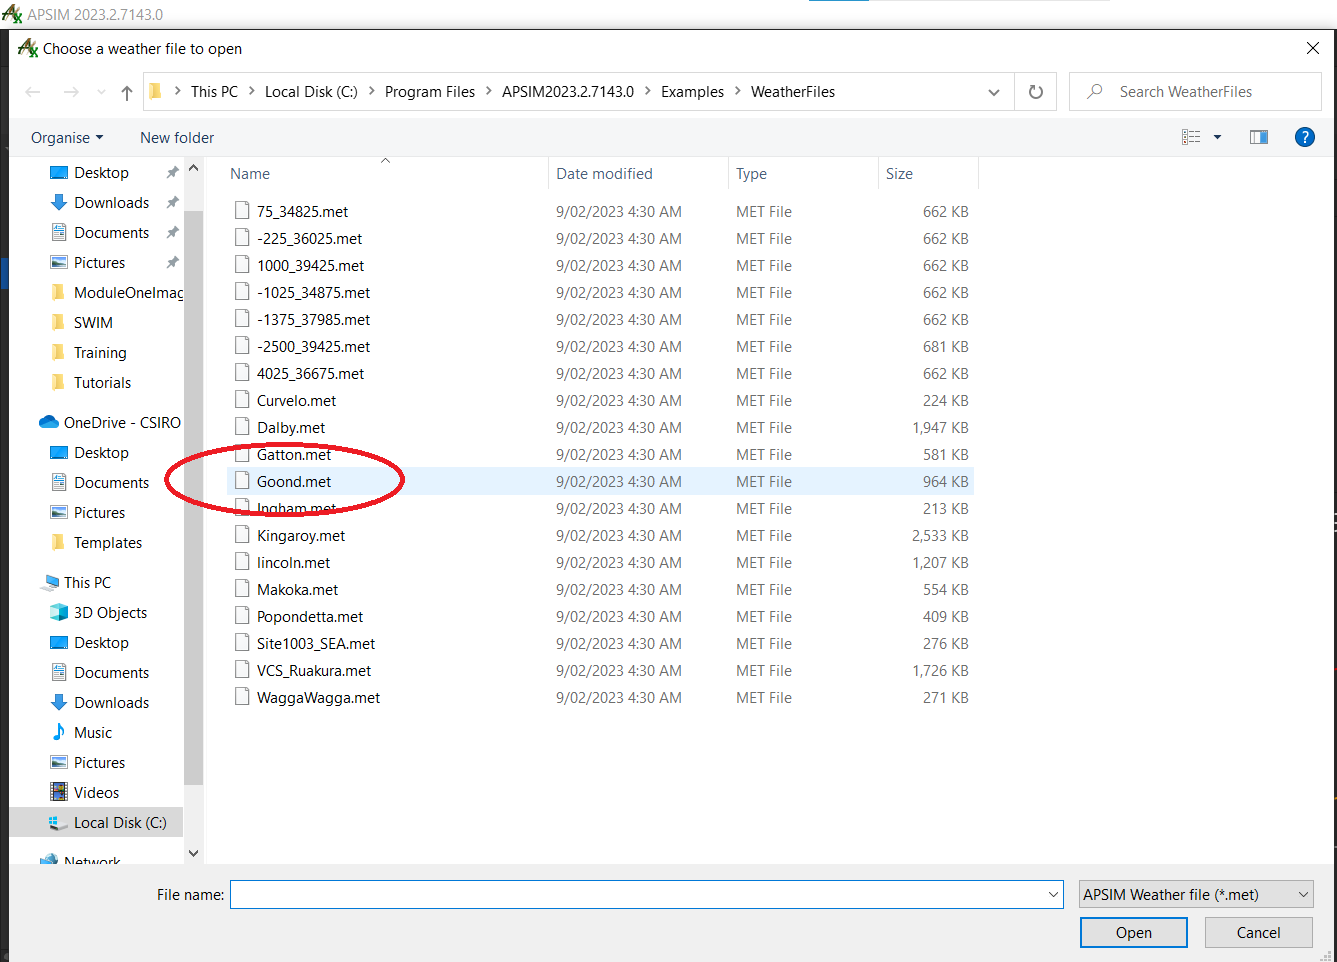 APSIM 2023.2.7143.0
Choose a weather file to open
This PC > Local Disk (C:) > Program Files > APSIM2023.2.7143.0 > Examples > WeatherFiles
Search WeatherFiles
Organise New folder ?
Desktop
Downloads
Documents
Pictures
ModuleOneImag
SWIM
Training
Tutorials
OneDrive - CSIRO
Desktop
Documents
Pictures
Templates
This PC
3D Objects
Desktop
Documents
Downloads
Music
Pictures
Videos
Local Disk (C:)
Network
Name Date modified Type Size
75_34825.met 9/02/2023 4:30 AM MET File 662 KB
-225_36025.met 9/02/2023 4:30 AM MET File 662 KB
1000_39425.met 9/02/2023 4:30 AM MET File 662 KB
-1025_34875.met 9/02/2023 4:30 AM MET File 662 KB
-1375_37985.met 9/02/2023 4:30 AM MET File 662 KB
-2500_39425.met 9/02/2023 4:30 AM MET File 681 KB
4025_36675.met 9/02/2023 4:30 AM MET File 662 KB
Curvelo.met 9/02/2023 4:30 AM MET File 224 KB
Dalby.met 9/02/2023 4:30 AM MET File 1,947 KB
Gatton.met 9/02/2023 4:30 AM MET File 581 KB
Goond.met 9/02/2023 4:30 AM MET File 964 KB
Ingham.met 9/02/2023 4:30 AM MET File 213 KB
Kingaroy.met 9/02/2023 4:30 AM MET File 2,533 KB
lincoln.met 9/02/2023 4:30 AM MET File 1,207 KB
Makoka.met 9/02/2023 4:30 AM MET File 554 KB
Popondetta.met 9/02/2023 4:30 AM MET File 409 KB
Site1003_SEA.met 9/02/2023 4:30 AM MET File 276 KB
VCS_Ruakura.met 9/02/2023 4:30 AM MET File 1,726 KB
WaggaWagga.met 9/02/2023 4:30 AM MET File 271 KB
File name: APSIM Weather file (*.met)
Open Cancel